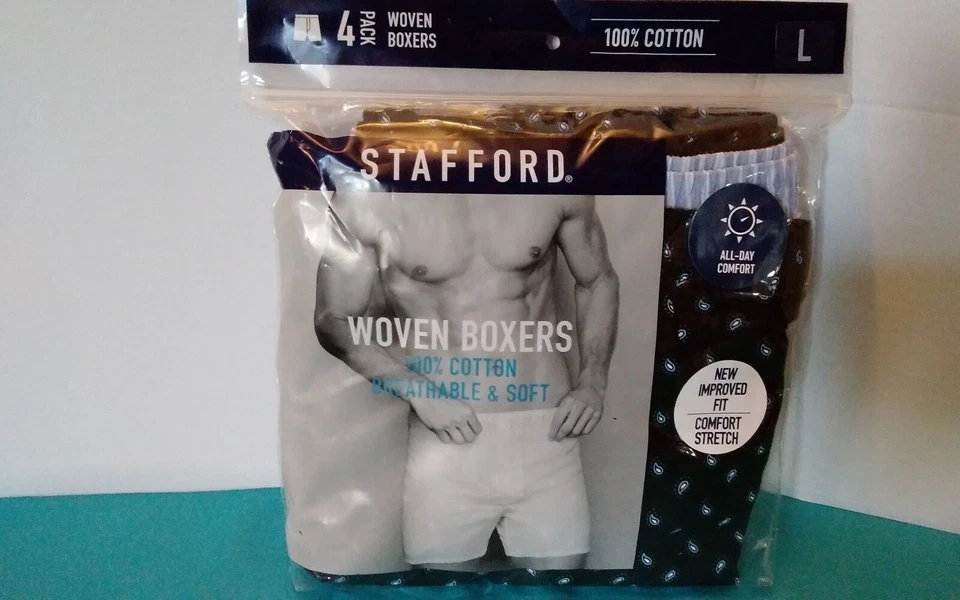 4 PACK
WOVEN
BOXERS
100% COTTON
L
STAFFORD®
ALL-DAY
COMFORT
WOVEN BOXERS
100% COTTON
BREATHABLE & SOFT
NEW
IMPROVED
FIT
COMFORT
STRETCH